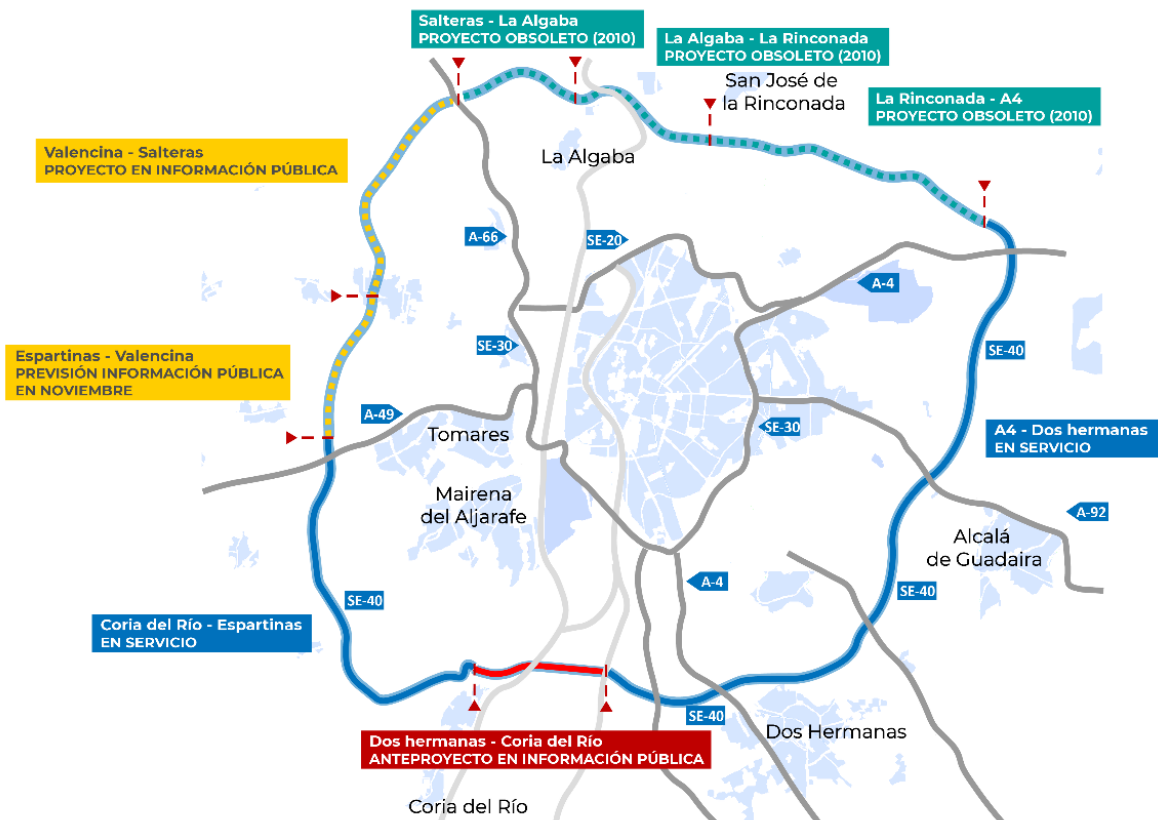 Salteras - La Algaba
PROYECTO OBSOLETO (2010)
La Algaba - La Rinconada
PROYECTO OBSOLETO (2010)
San José de
la Rinconada
La Rinconada - A4
PROYECTO OBSOLETO (2010)
Valencina - Salteras
PROYECTO EN INFORMACIÓN PÚBLICA
La Algaba
A-66
SE-20
A-4
SE-30
SE-40
Espartinas - Valencina
PREVISIÓN INFORMACIÓN PÚBLICA
EN NOVIEMBRE
A-49
Tomares
SE-30
A4 - Dos hermanas
EN SERVICIO
Mairena
del Aljarafe
A-92
Alcalá
de Guadaira
A-4
SE-40
SE-40
Coria del Río - Espartinas
EN SERVICIO
SE-40
Dos Hermanas
Dos hermanas - Coria del Río
ANTEPROYECTO EN INFORMACIÓN PÚBLICA
Coria del Río